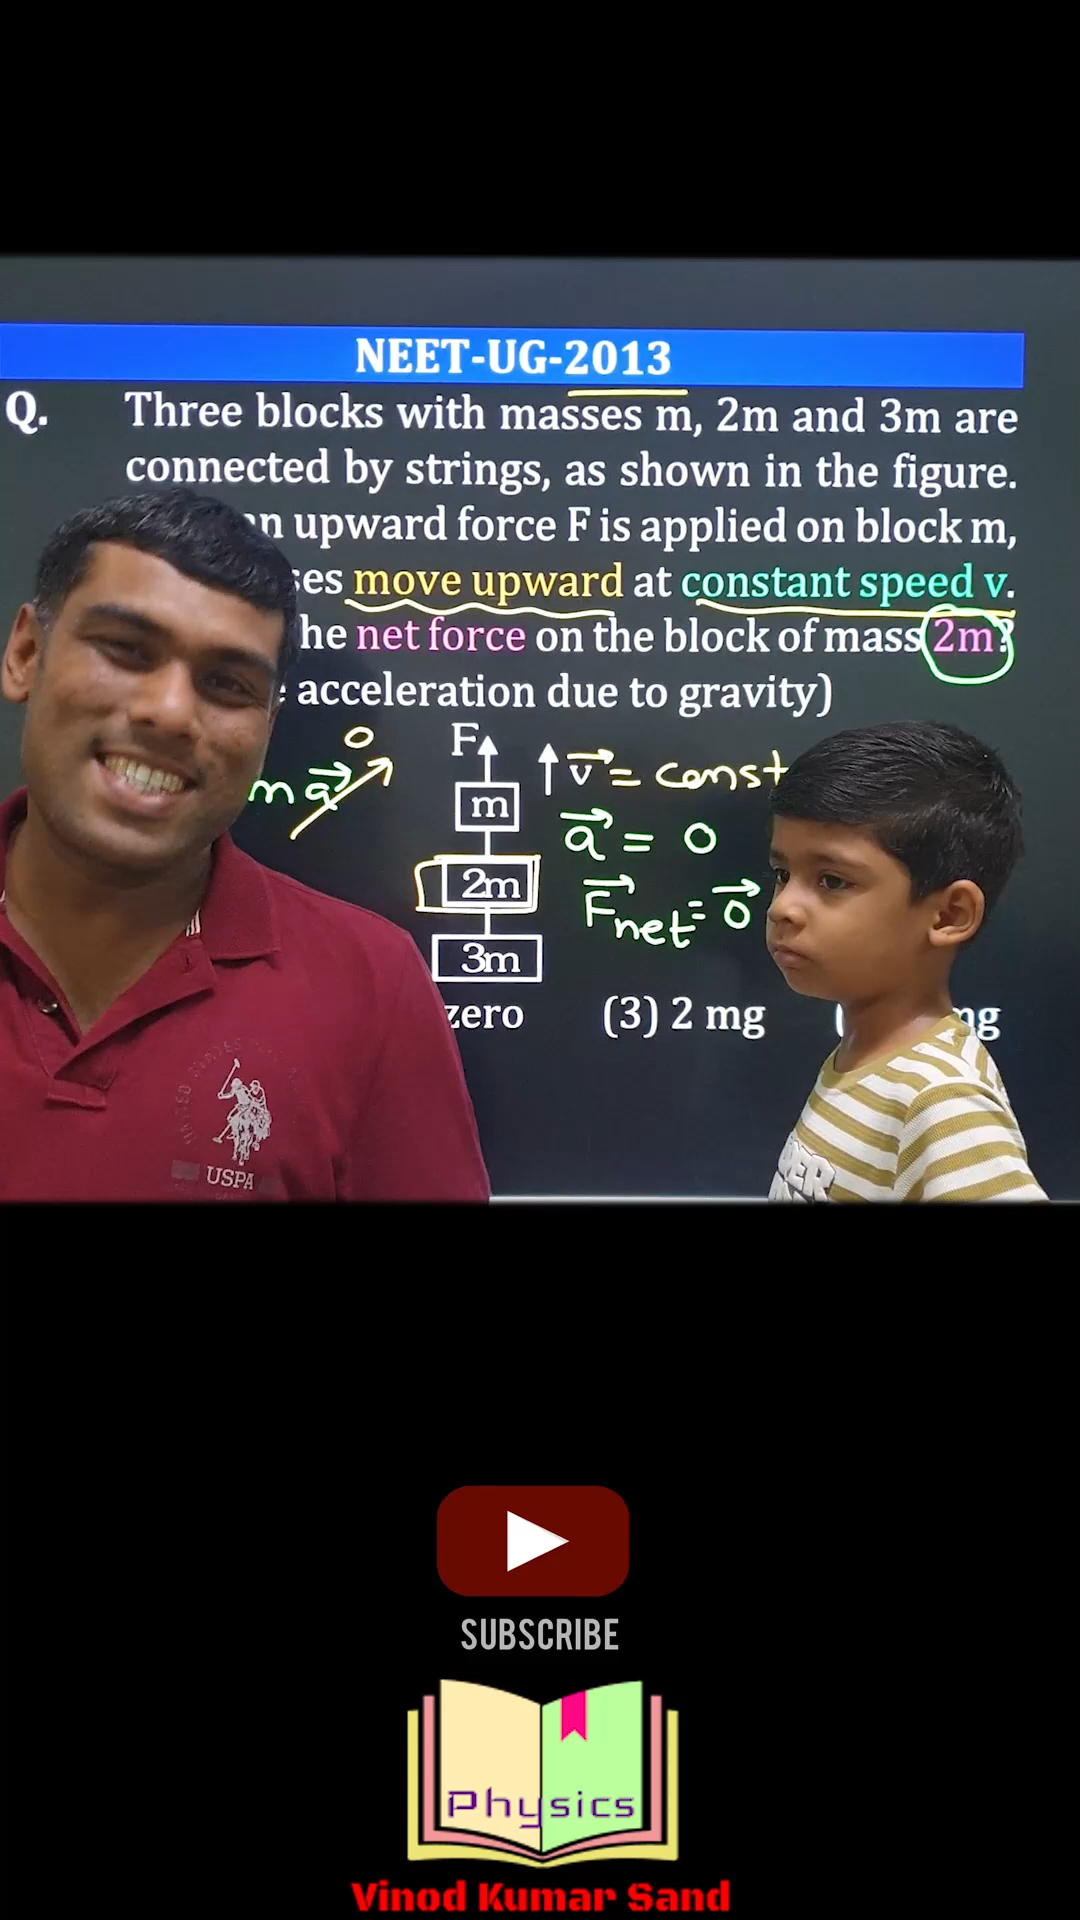 NEET-UG-2013
Q. Three blocks with masses m, 2m and 3m are
connected by strings, as shown in the figure.
an upward force F is applied on block m,
move upward at constant speed v.
net force on the block of mass 2m?
acceleration due to gravity)
F
↑ v⃗ = const
m a⃗ 0
m
a⃗ = 0
2m
F⃗net = 0⃗
3m
zero (3) 2 mg mg
USPA
SUBSCRIBE
Physics
Vinod Kumar Sand